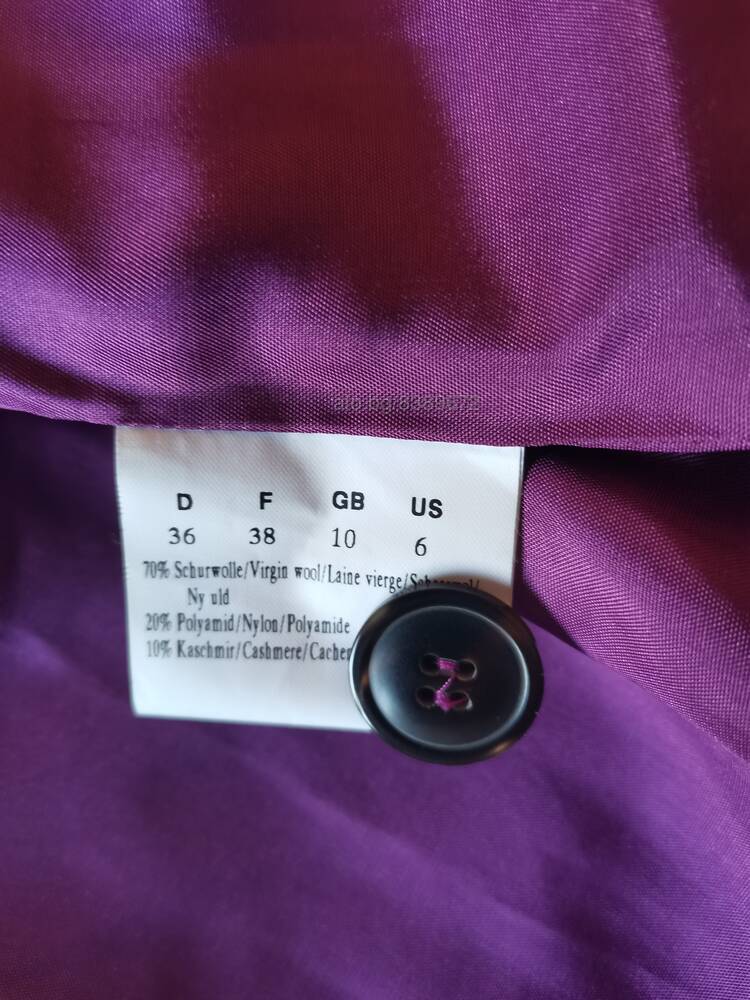 D F GB US
36 38 10 6
70% Schurwolle/Virgin wool/Laine vierge/
Ny uld
20% Polyamid/Nylon/Polyamide
10% Kaschmir/Cashmere/